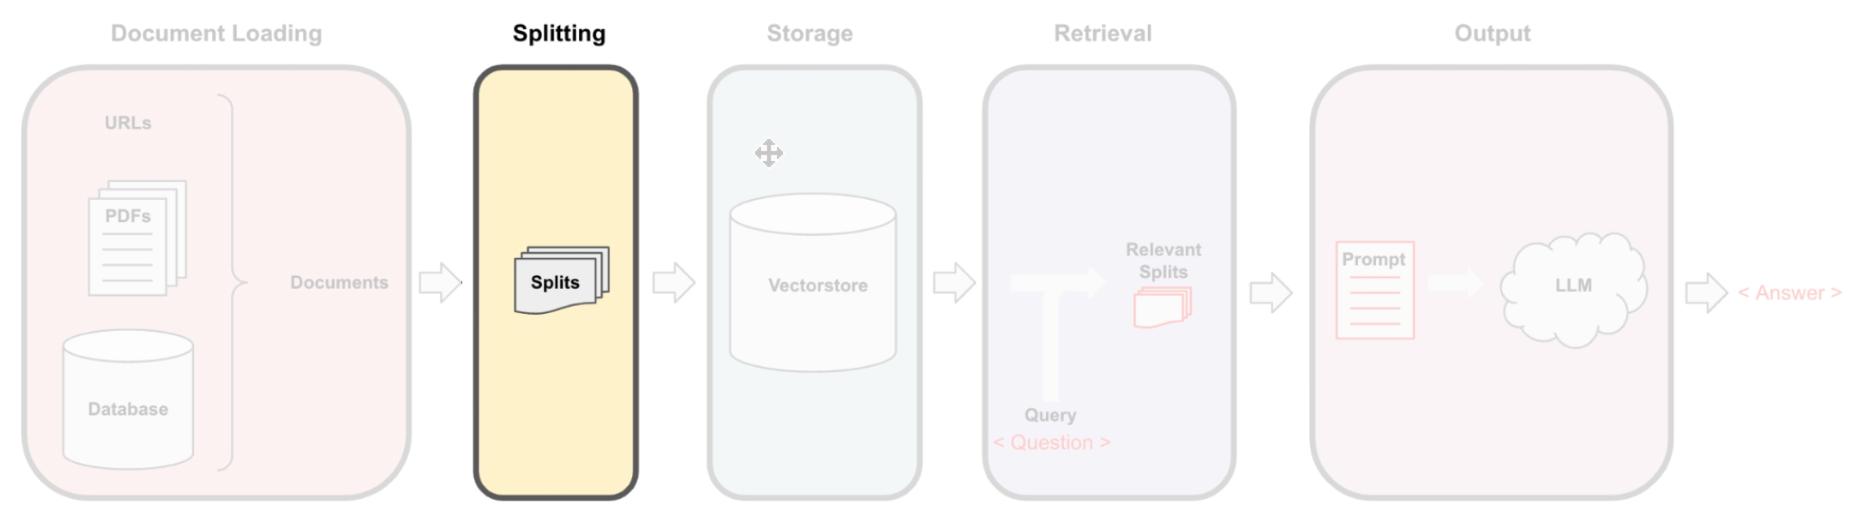 Document Loading
Splitting
Storage
Retrieval
Output
URLs
PDFs
Documents
Database
Splits
Vectorstore
Relevant
Splits
Query
< Question >
Prompt
LLM
< Answer >